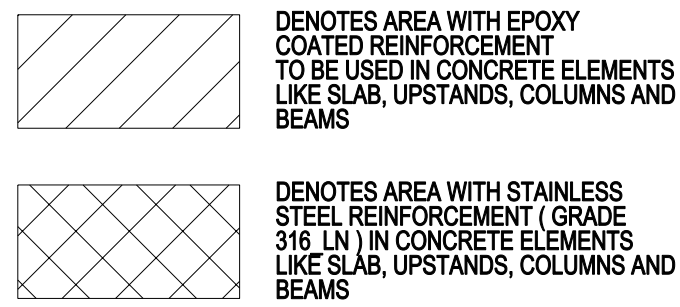 DENOTES AREA WITH EPOXY
COATED REINFORCEMENT
TO BE USED IN CONCRETE ELEMENTS
LIKE SLAB, UPSTANDS, COLUMNS AND
BEAMS
DENOTES AREA WITH STAINLESS
STEEL REINFORCEMENT ( GRADE
316_LN ) IN CONCRETE ELEMENTS
LIKE SLAB, UPSTANDS, COLUMNS AND
BEAMS